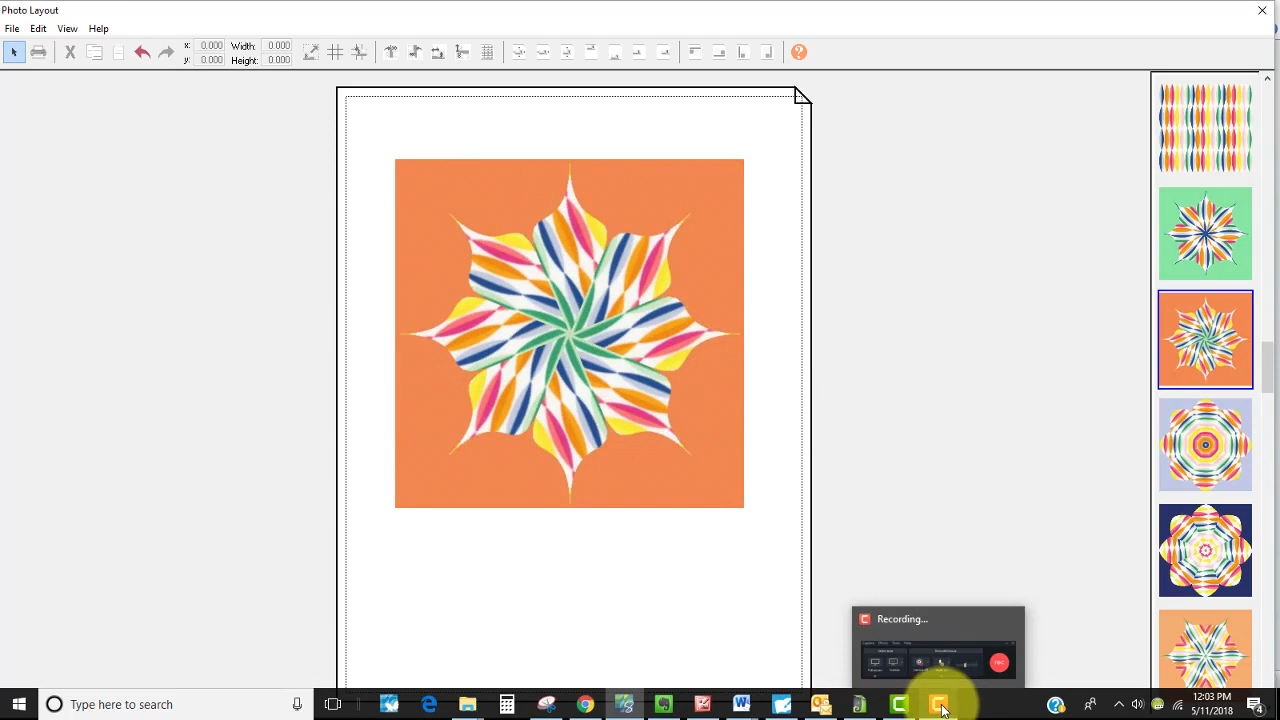 Photo Layout
File Edit View Help
x: 0.000 Width: 0.000
y: 0.000 Height: 0.000
Recording...
Type here to search
12:03 PM
5/11/2018